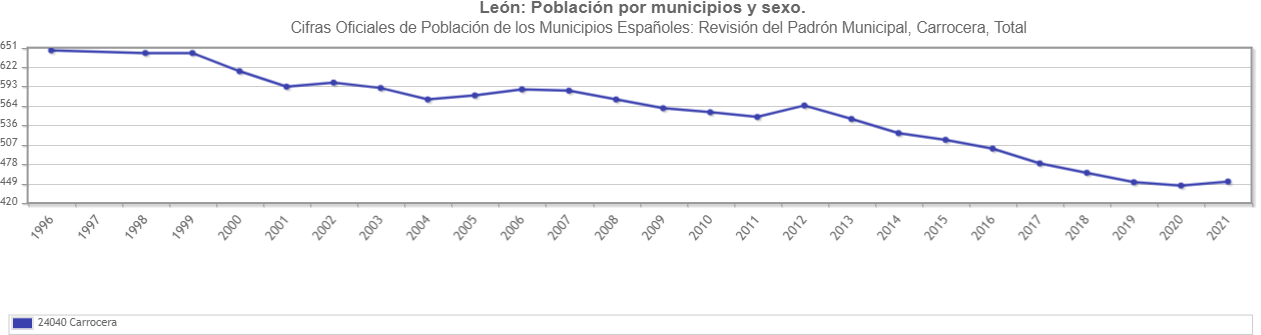 León: Población por municipios y sexo.
Cifras Oficiales de Población de los Municipios Españoles: Revisión del Padrón Municipal, Carrocera, Total
651
622
593
564
536
507
478
449
420
1996 1997 1998 1999 2000 2001 2002 2003 2004 2005 2006 2007 2008 2009 2010 2011 2012 2013 2014 2015 2016 2017 2018 2019 2020 2021
24040 Carrocera